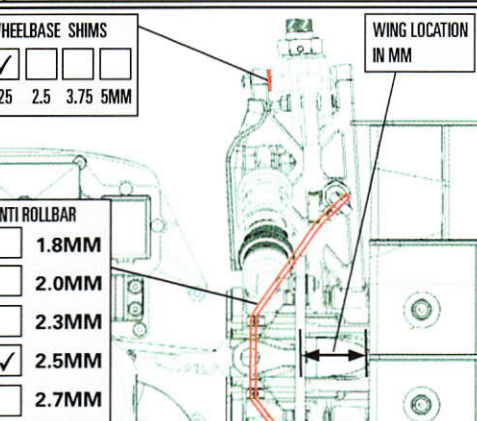 WHEELBASE SHIMS
25 2.5 3.75 5MM
WING LOCATION
IN MM
ANTI ROLLBAR
1.8MM
2.0MM
2.3MM
2.5MM
2.7MM